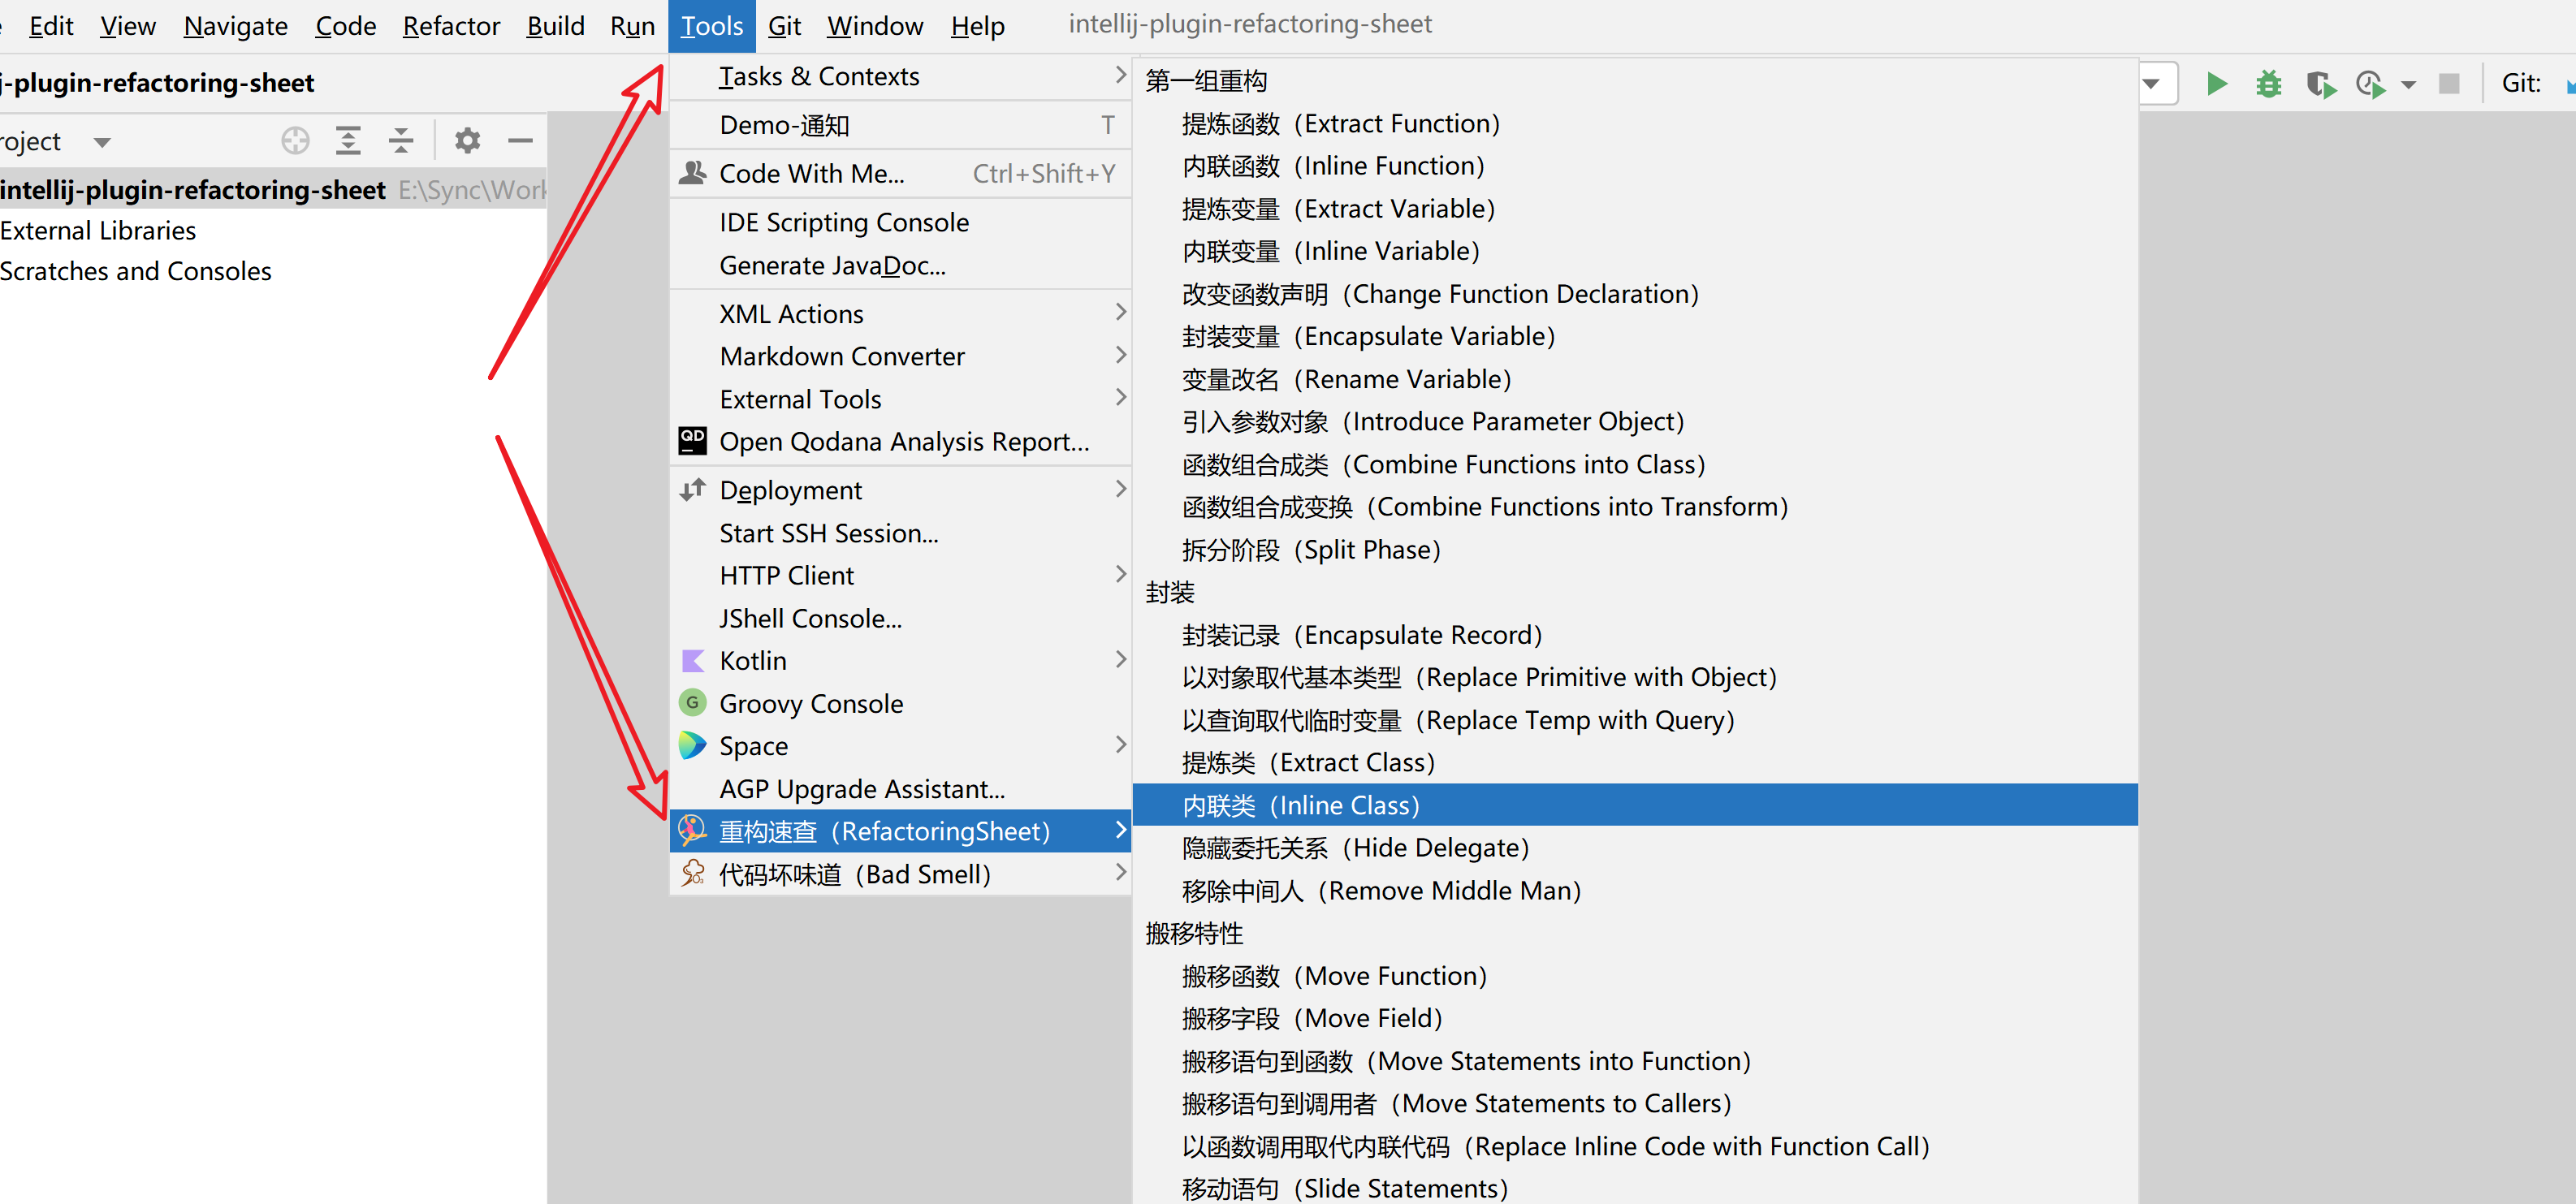 Edit View Navigate Code Refactor Build Run Tools Git Window Help intellij-plugin-refactoring-sheet
j-plugin-refactoring-sheet
Git:
roject
intellij-plugin-refactoring-sheet E:\Sync\Work
External Libraries
Scratches and Consoles
Tasks & Contexts
Demo-通知 T
Code With Me... Ctrl+Shift+Y
IDE Scripting Console
Generate JavaDoc...
XML Actions
Markdown Converter
External Tools
QD Open Qodana Analysis Report...
Deployment
Start SSH Session...
HTTP Client
JShell Console...
Kotlin
G Groovy Console
Space
AGP Upgrade Assistant...
重构速查（RefactoringSheet）
代码坏味道（Bad Smell）
第一组重构
提炼函数（Extract Function）
内联函数（Inline Function）
提炼变量（Extract Variable）
内联变量（Inline Variable）
改变函数声明（Change Function Declaration）
封装变量（Encapsulate Variable）
变量改名（Rename Variable）
引入参数对象（Introduce Parameter Object）
函数组合成类（Combine Functions into Class）
函数组合成变换（Combine Functions into Transform）
拆分阶段（Split Phase）
封装
封装记录（Encapsulate Record）
以对象取代基本类型（Replace Primitive with Object）
以查询取代临时变量（Replace Temp with Query）
提炼类（Extract Class）
内联类（Inline Class）
隐藏委托关系（Hide Delegate）
移除中间人（Remove Middle Man）
搬移特性
搬移函数（Move Function）
搬移字段（Move Field）
搬移语句到函数（Move Statements into Function）
搬移语句到调用者（Move Statements to Callers）
以函数调用取代内联代码（Replace Inline Code with Function Call）
移动语句（Slide Statements）